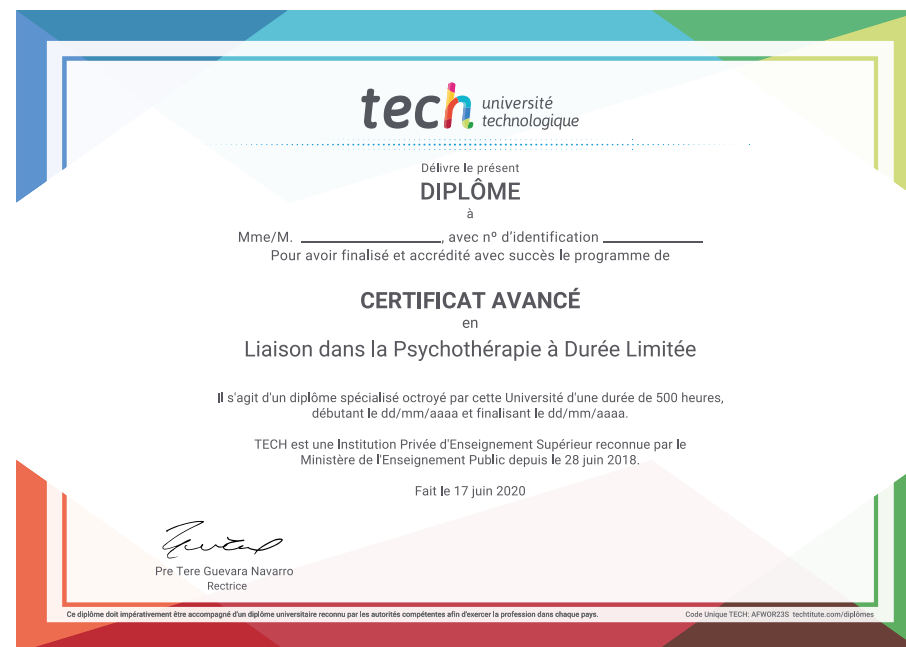 tech université
technologique
Délivre le présent
DIPLÔME
à
Mme/M. ____________________, avec nº d'identification ______________
Pour avoir finalisé et accrédité avec succès le programme de
CERTIFICAT AVANCÉ
en
Liaison dans la Psychothérapie à Durée Limitée
Il s'agit d'un diplôme spécialisé octroyé par cette Université d'une durée de 500 heures,
débutant le dd/mm/aaaa et finalisant le dd/mm/aaaa.
TECH est une Institution Privée d'Enseignement Supérieur reconnue par le
Ministère de l'Enseignement Public depuis le 28 juin 2018.
Fait le 17 juin 2020
Pre Tere Guevara Navarro
Rectrice
Ce diplôme doit impérativement être accompagné d'un diplôme universitaire reconnu par les autorités compétentes afin d'exercer la profession dans chaque pays.
Code Unique TECH: AFWOR23S techtitute.com/diplômes